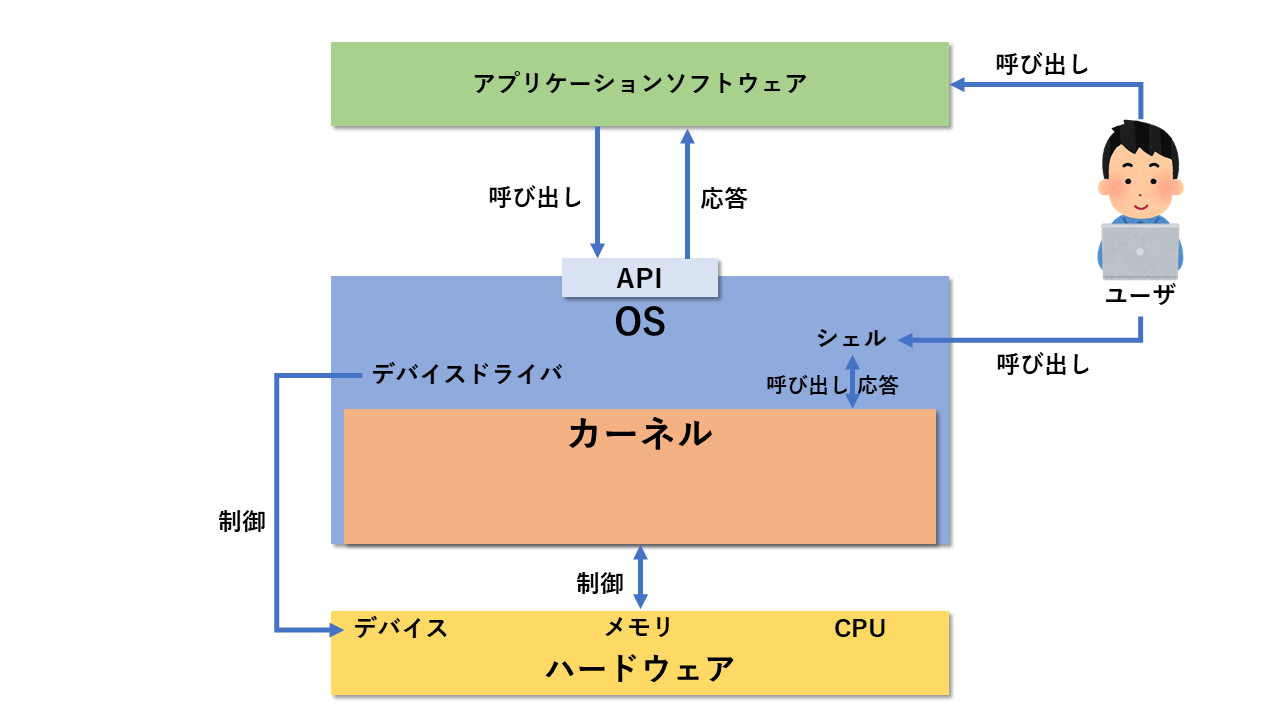 アプリケーションソフトウェア
呼び出し
呼び出し
応答
ユーザ
API
OS
シェル
呼び出し
デバイスドライバ
呼び出し 応答
カーネル
制御
制御
デバイス
メモリ
CPU
ハードウェア